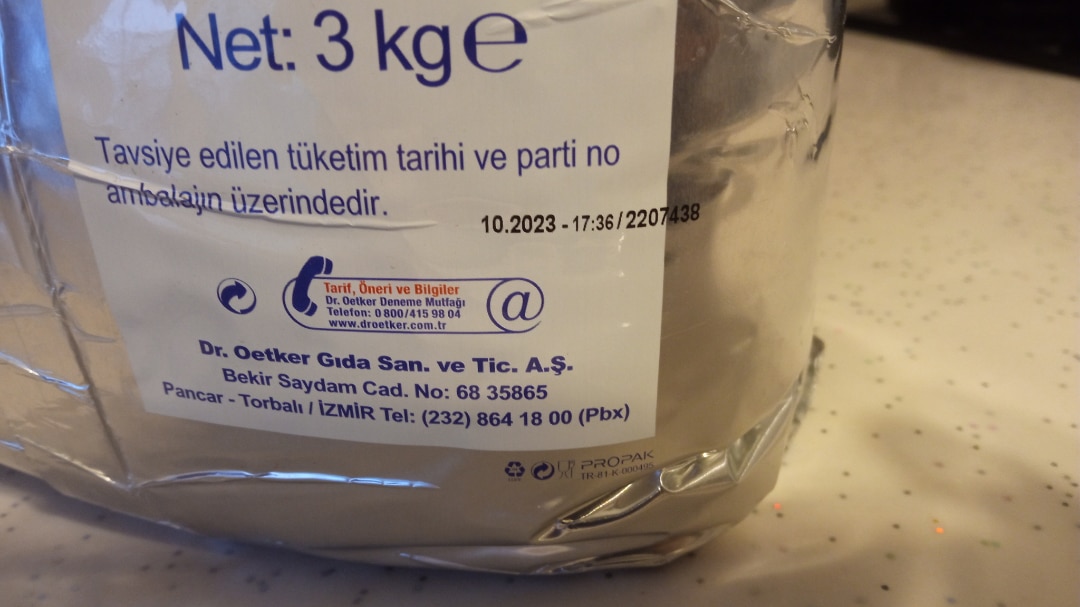 Net: 3 kg e
Tavsiye edilen tüketim tarihi ve parti no
ambalajın üzerindedir.
10.2023 - 17:36 / 2207438
Tarif, Öneri ve Bilgiler
Dr. Oetker Deneme Mutfağı
Telefon: 0 800/415 98 04
www.droetker.com.tr
@
Dr. Oetker Gıda San. ve Tic. A.Ş.
Bekir Saydam Cad. No: 68 35865
Pancar - Torbalı / İZMİR Tel: (232) 864 18 00 (Pbx)
PROPAK